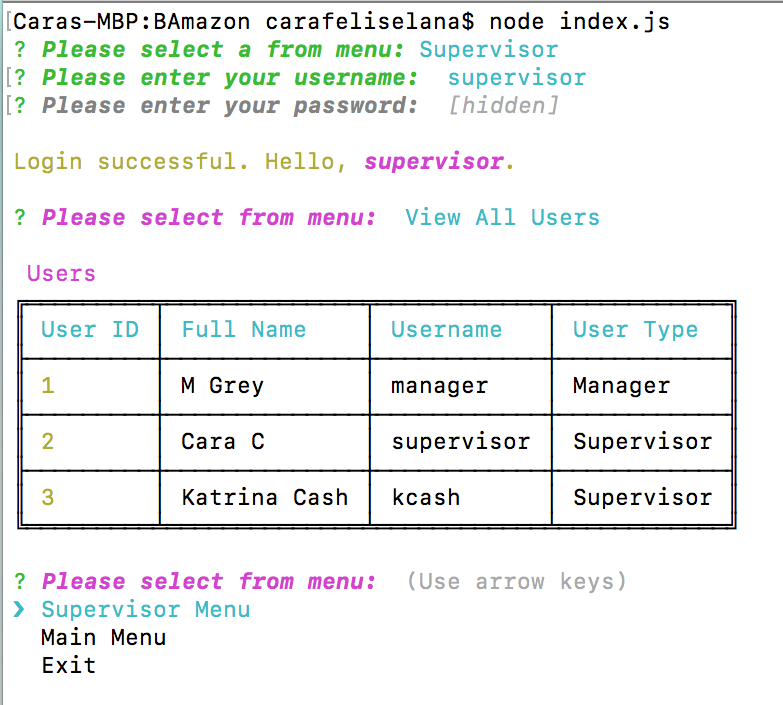 [Caras-MBP:BAmazon carafeliselana$ node index.js
? Please select a from menu: Supervisor
[? Please enter your username:  supervisor
[? Please enter your password:  [hidden]
Login successful. Hello, supervisor.
? Please select from menu:  View All Users
Users
User ID Full Name Username User Type
1 M Grey manager Manager
2 Cara C supervisor Supervisor
3 Katrina Cash kcash Supervisor
? Please select from menu:  (Use arrow keys)
❯ Supervisor Menu
Main Menu
Exit